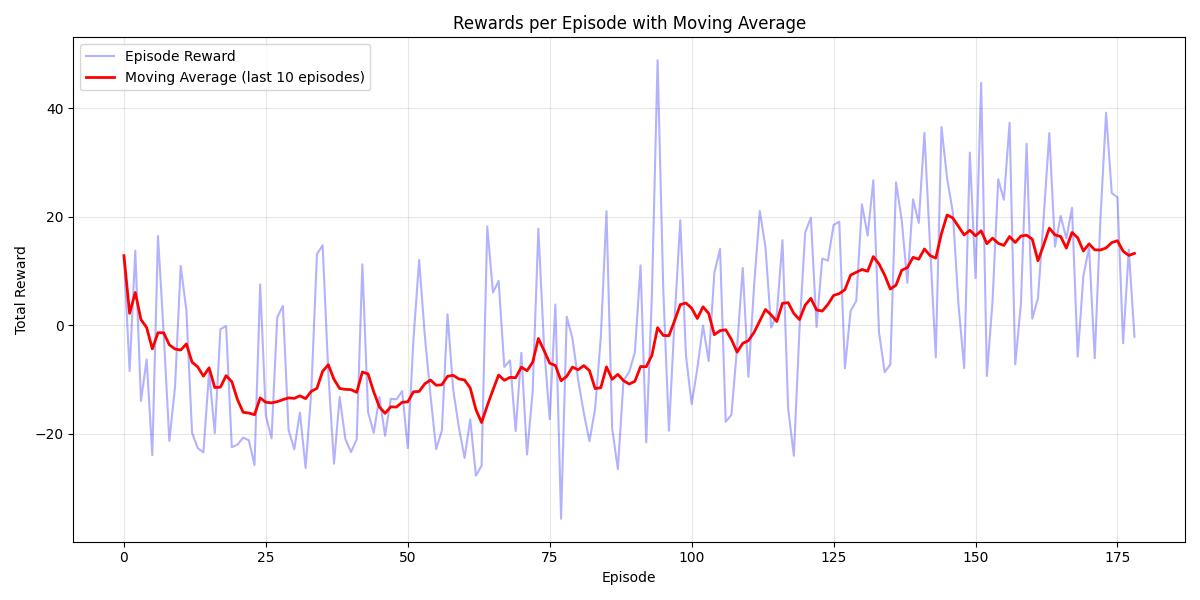 Rewards per Episode with Moving Average
Episode Reward
Moving Average (last 10 episodes)
Total Reward
40
20
0
−20
0 25 50 75 100 125 150 175
Episode